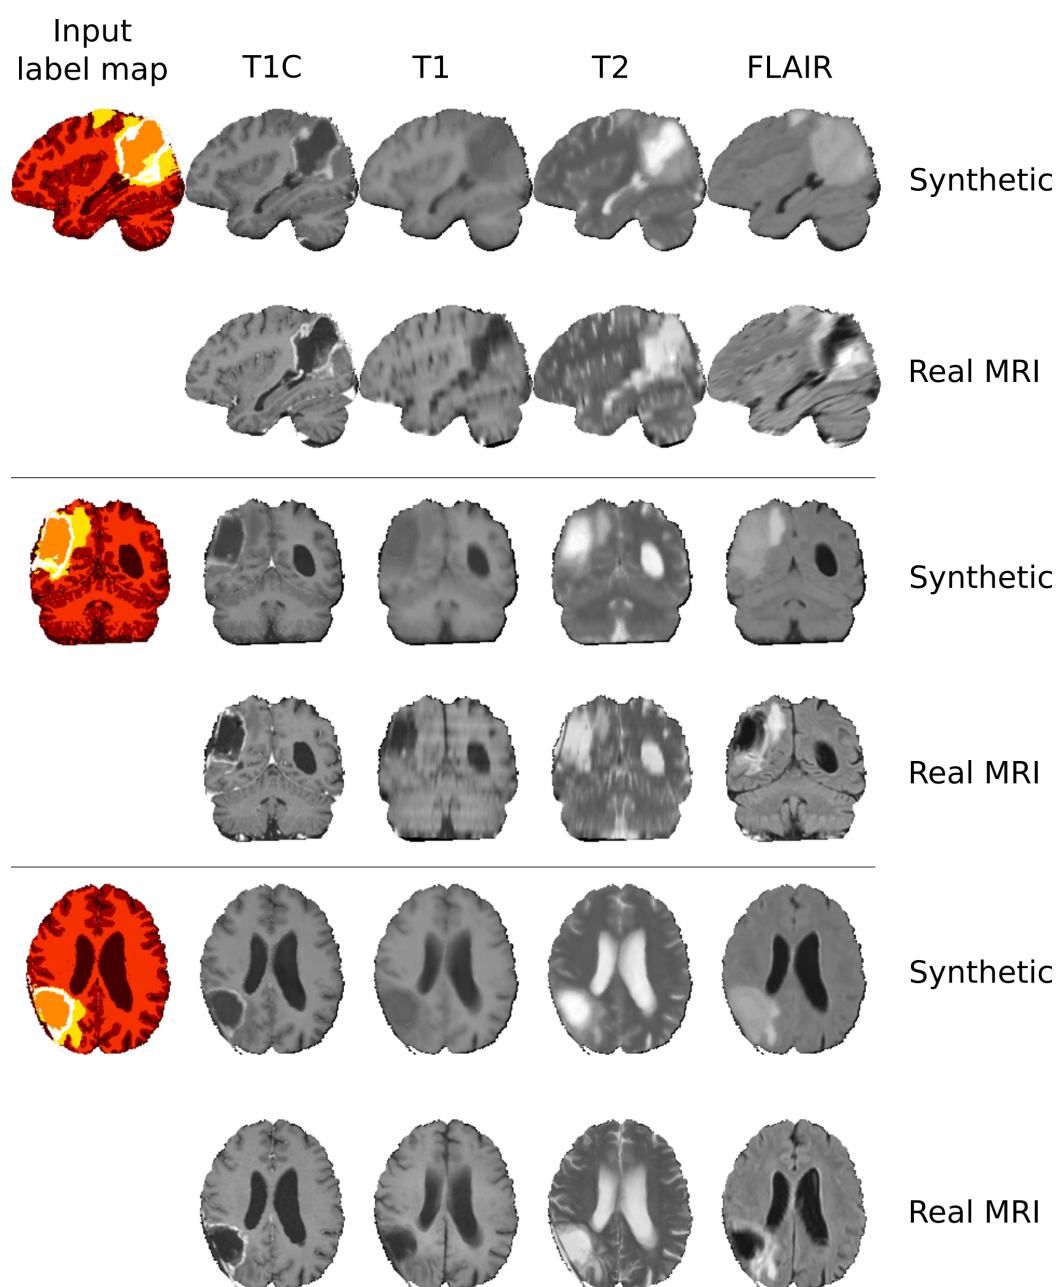 Input
label map
T1C
T1
T2
FLAIR
Synthetic
Real MRI
Synthetic
Real MRI
Synthetic
Real MRI